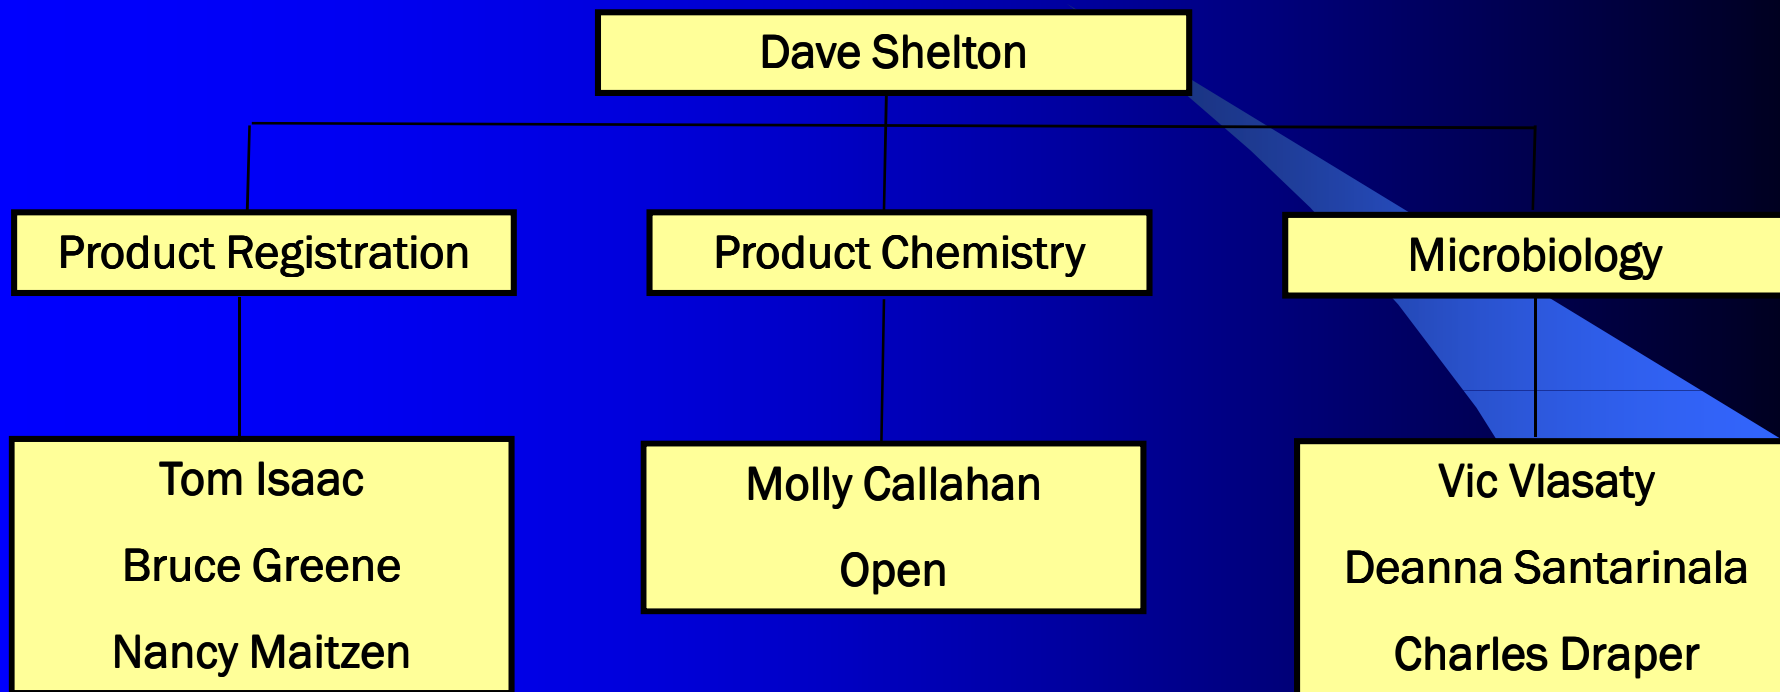 Dave Shelton
Product Registration
Product Chemistry
Microbiology
Tom Isaac
Bruce Greene
Nancy Maitzen
Molly Callahan
Open
Vic Vlasaty
Deanna Santarinala
Charles Draper